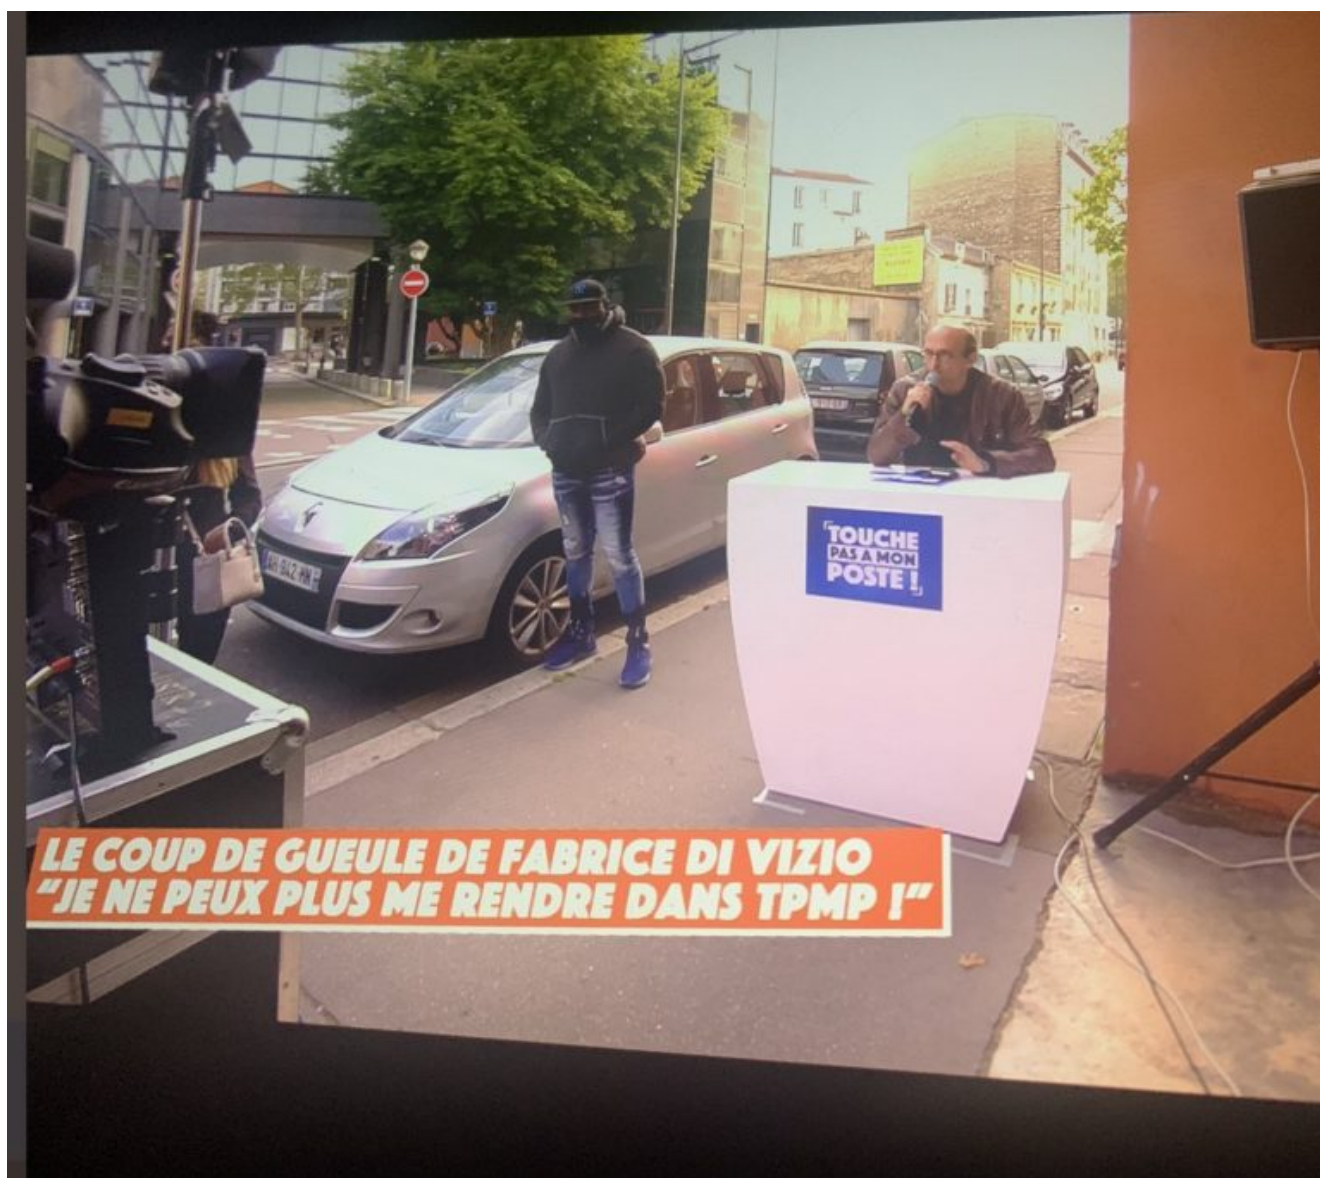 TOUCHE
PAS A MON
POSTE !
LE COUP DE GUEULE DE FABRICE DI VIZIO
"JE NE PEUX PLUS ME RENDRE DANS TPMP !"